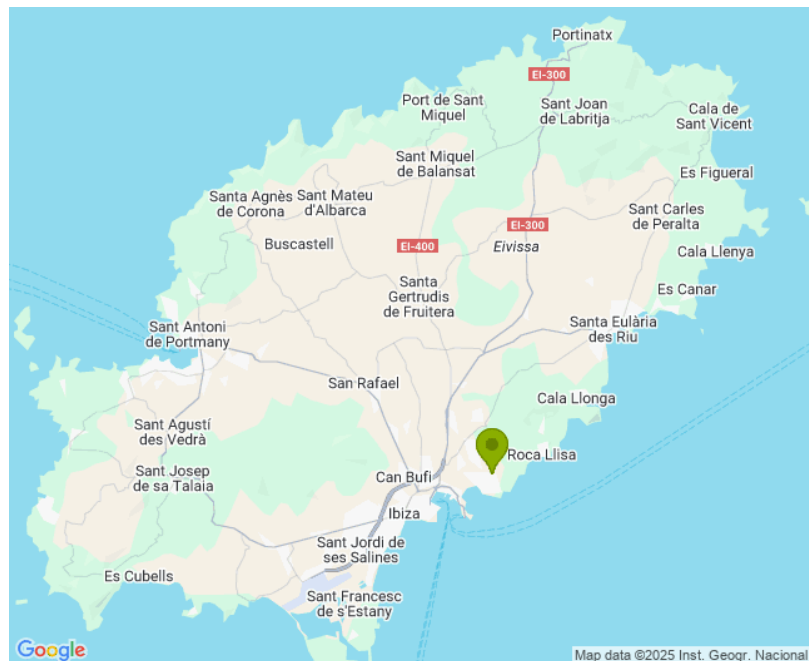 Portinatx
EI-300
Port de Sant
Miquel
Sant Joan
de Labritja
Cala de
Sant Vicent
Sant Miquel
de Balansat
Es Figueral
Santa Agnès
de Corona
Sant Mateu
d'Albarca
Sant Carles
de Peralta
EI-300
Buscastell
EI-400
Eivissa
Cala Llenya
Santa
Gertrudis
de Fruitera
Es Canar
Sant Antoni
de Portmany
Santa Eulària
des Riu
San Rafael
Cala Llonga
Sant Agustí
des Vedrà
Roca Llisa
Sant Josep
de sa Talaia
Can Bufi
Ibiza
Sant Jordi de
ses Salines
Es Cubells
Sant Francesc
de s'Estany
Google
Map data ©2025 Inst. Geogr. Nacional